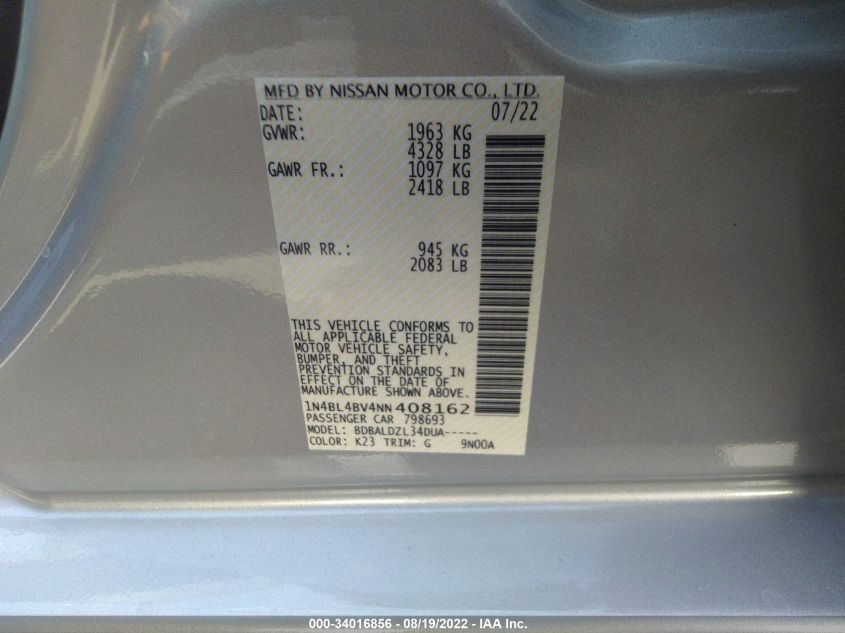 MFD BY NISSAN MOTOR CO., LTD.
DATE: 07/22
GVWR: 1963 KG
4328 LB
GAWR FR.: 1097 KG
2418 LB
GAWR RR.: 945 KG
2083 LB
THIS VEHICLE CONFORMS TO
ALL APPLICABLE FEDERAL
MOTOR VEHICLE SAFETY,
BUMPER, AND THEFT
PREVENTION STANDARDS IN
EFFECT ON THE DATE OF
MANUFACTURE SHOWN ABOVE.
1N4BL4BV4NN408162
PASSENGER CAR 798693
MODEL: BDBALDZL34DUA-----
COLOR: K23 TRIM: G 9N00A
000-34016856 - 08/19/2022 - IAA Inc.